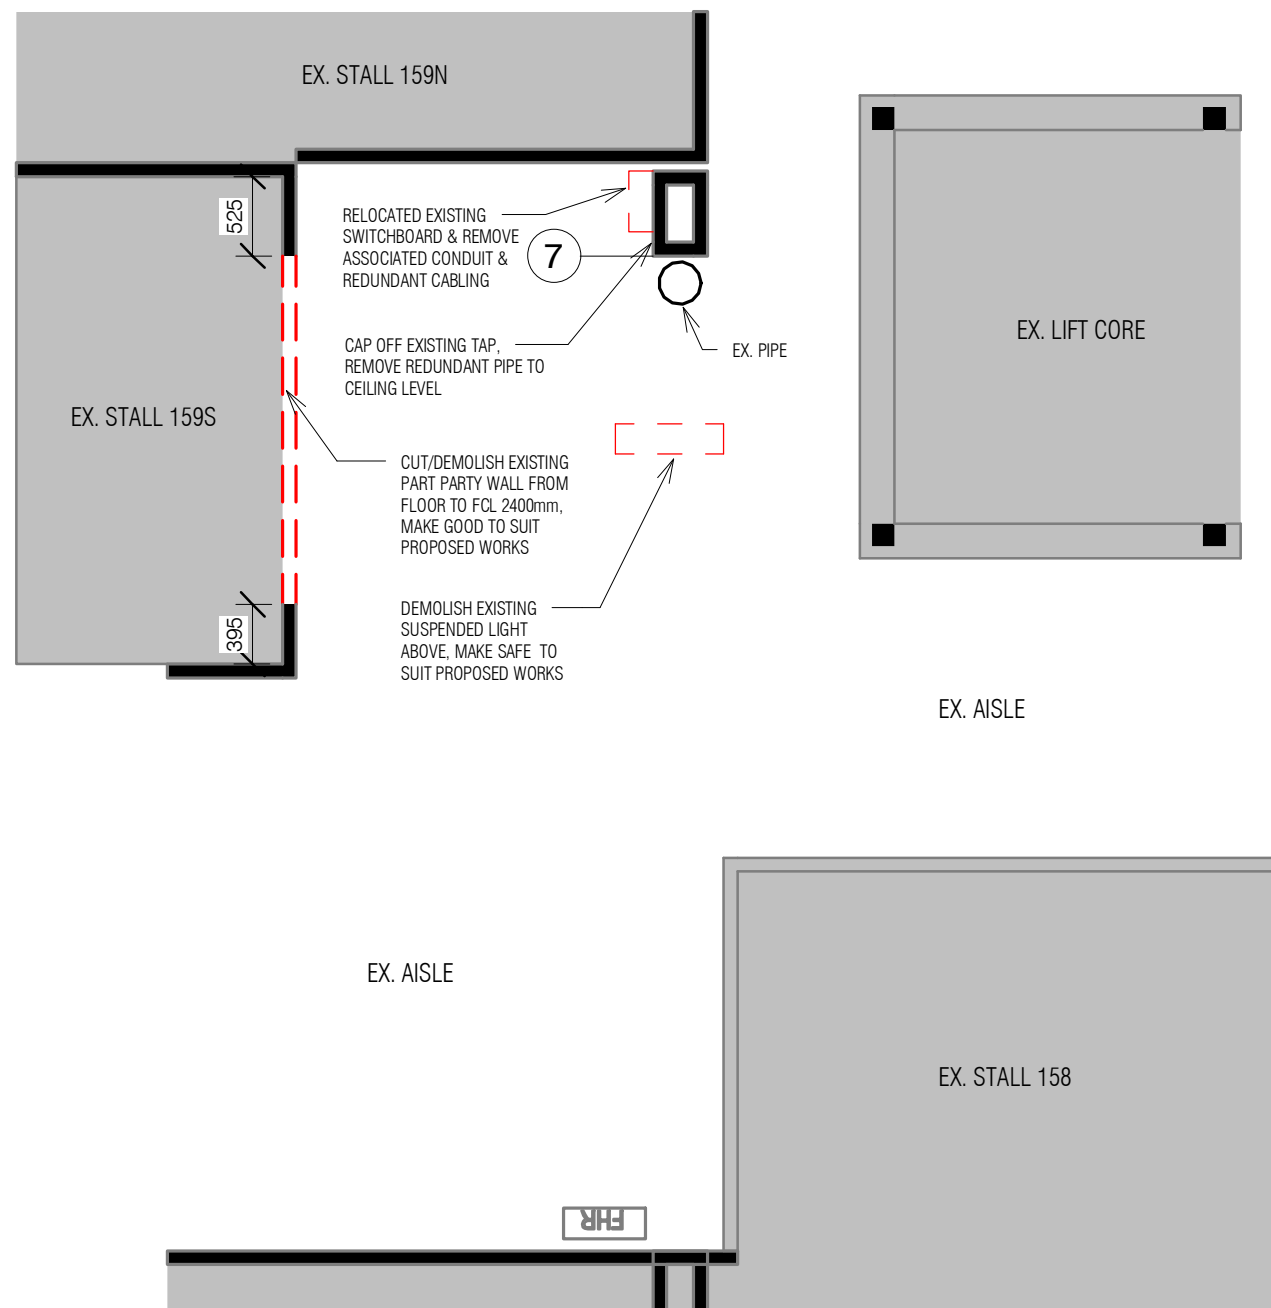 EX. STALL 159N
525
RELOCATED EXISTING
SWITCHBOARD & REMOVE
ASSOCIATED CONDUIT &
REDUNDANT CABLING
7
CAP OFF EXISTING TAP,
REMOVE REDUNDANT PIPE TO
CEILING LEVEL
EX. PIPE
EX. LIFT CORE
EX. STALL 159S
CUT/DEMOLISH EXISTING
PART PARTY WALL FROM
FLOOR TO FCL 2400mm,
MAKE GOOD TO SUIT
PROPOSED WORKS
395
DEMOLISH EXISTING
SUSPENDED LIGHT
ABOVE, MAKE SAFE TO
SUIT PROPOSED WORKS
EX. AISLE
EX. AISLE
EX. STALL 158
FHR